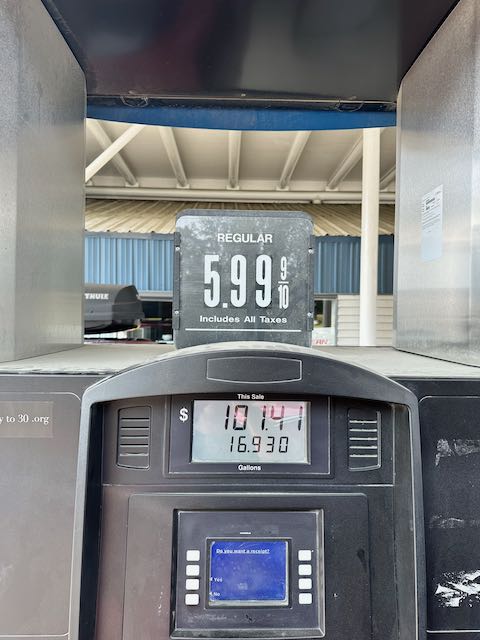 REGULAR
5.99 9/10
Includes All Taxes
THULE
y to 30 .org
This Sale
$ 101.41
16.930
Gallons
Do you want a receipt?
Yes
No